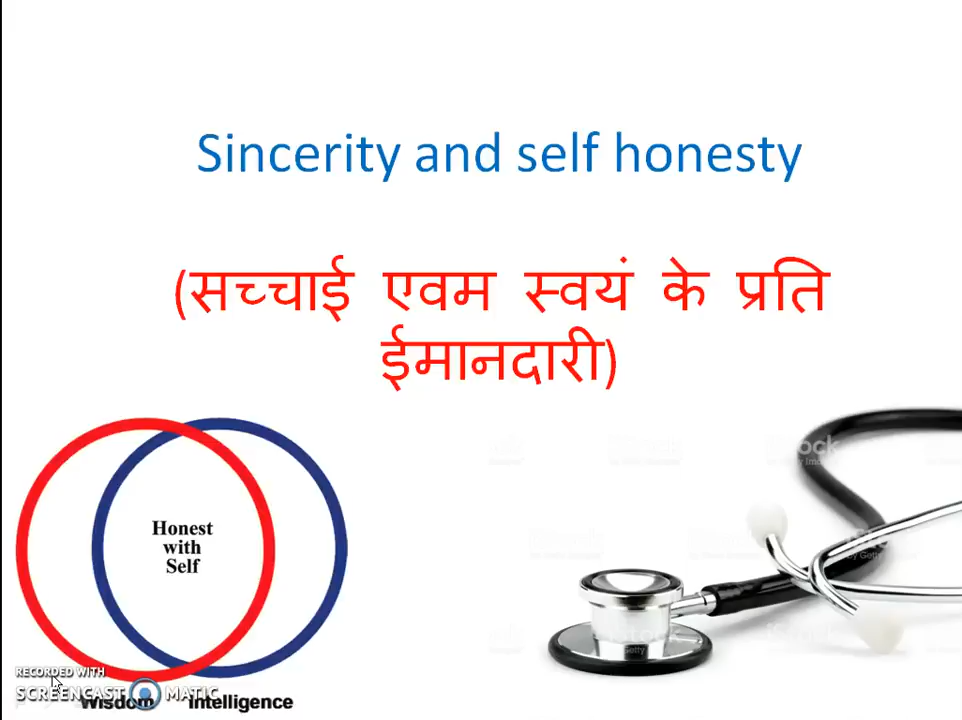 Sincerity and self honesty
(सच्चाई एवम स्वयं के प्रति
ईमानदारी)
Honest
with
Self
RECORDED WITH
SCREENCAST MATIC
Wisdom Intelligence